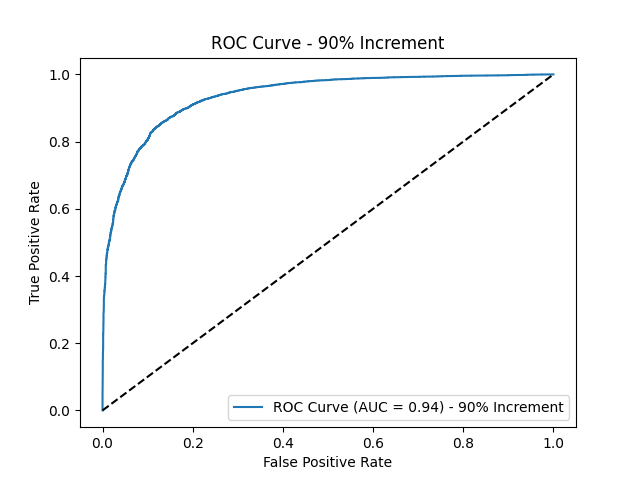 ROC Curve - 90% Increment
True Positive Rate
1.0
0.8
0.6
0.4
0.2
0.0
0.0 0.2 0.4 0.6 0.8 1.0
False Positive Rate
ROC Curve (AUC = 0.94) - 90% Increment